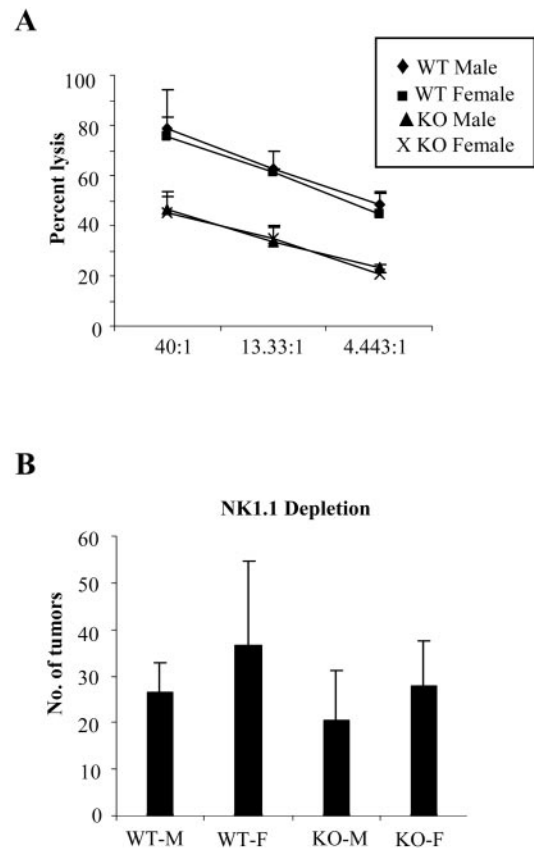 A
WT Male
WT Female
KO Male
KO Female
Percent lysis
100
80
60
40
20
0
40:1
13.33:1
4.443:1
B
NK1.1 Depletion
No. of tumors
60
50
40
30
20
10
0
WT-M
WT-F
KO-M
KO-F